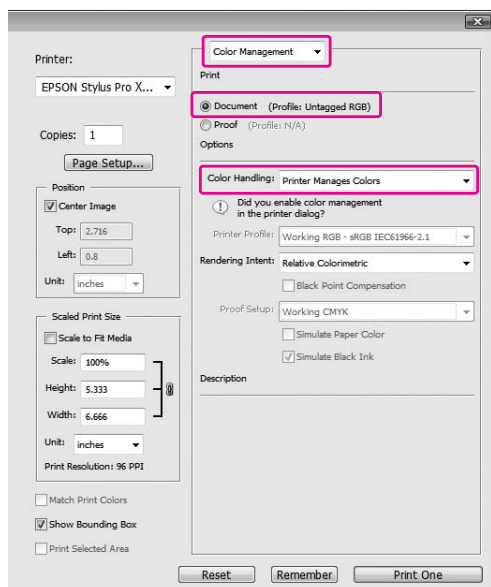 Printer:
EPSON Stylus Pro X...
Copies: 1
Page Setup...
Position
Center Image
Top: 2.716
Left: 0.8
Unit: inches
Scaled Print Size
Scale to Fit Media
Scale: 100%
Height: 5.333
Width: 6.666
Unit: inches
Print Resolution: 96 PPI
Match Print Colors
Show Bounding Box
Print Selected Area
Color Management
Print
Document (Profile: Untagged RGB)
Proof (Profile: N/A)
Options
Color Handling: Printer Manages Colors
Did you enable color management
in the printer dialog?
Printer Profile: Working RGB - sRGB IEC61966-2.1
Rendering Intent: Relative Colorimetric
Black Point Compensation
Proof Setup: Working CMYK
Simulate Paper Color
Simulate Black Ink
Description
Reset
Remember
Print One